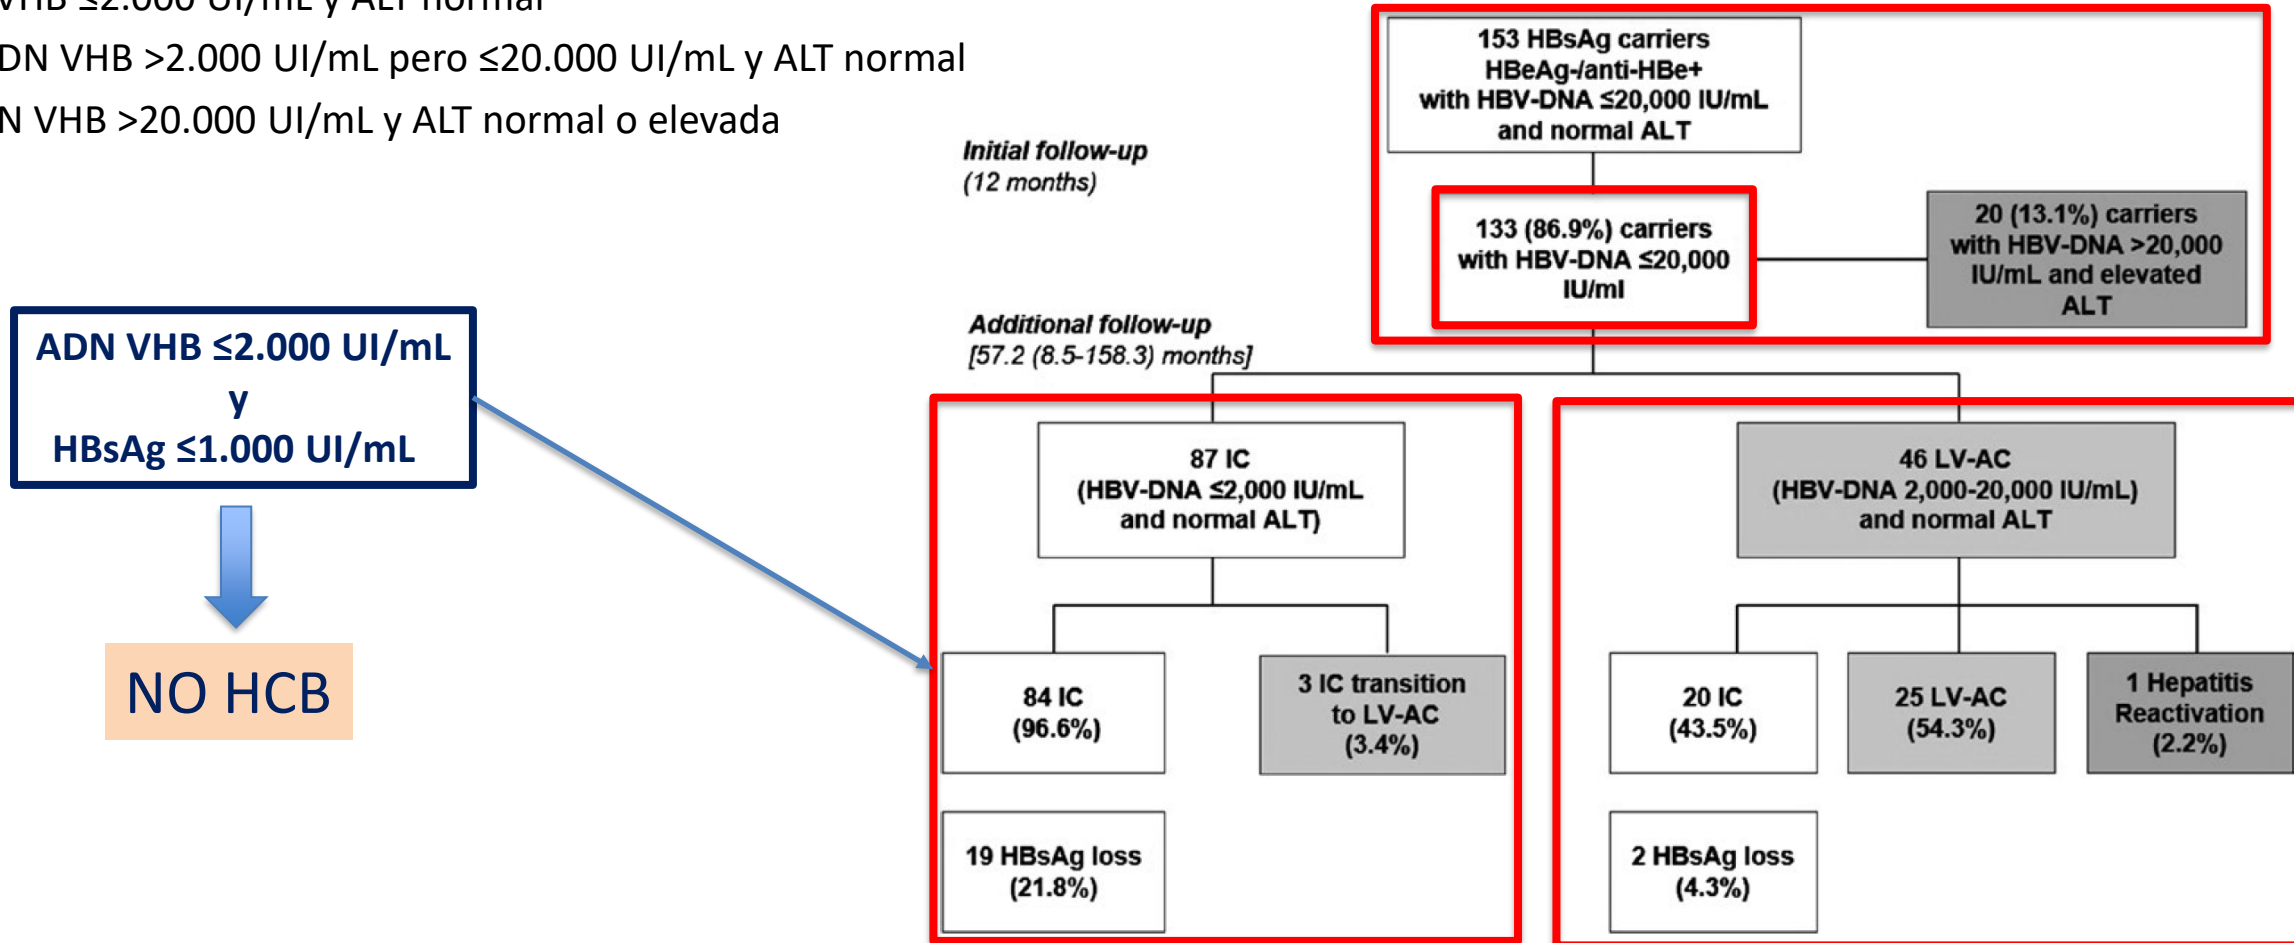 VHB ≤2.000 UI/mL y ALT normal
DN VHB >2.000 UI/mL pero ≤20.000 UI/mL y ALT normal
N VHB >20.000 UI/mL y ALT normal o elevada
153 HBsAg carriers
HBeAg-/anti-HBe+
with HBV-DNA ≤20,000 IU/mL
and normal ALT
Initial follow-up
(12 months)
133 (86.9%) carriers
with HBV-DNA ≤20,000
IU/ml
20 (13.1%) carriers
with HBV-DNA >20,000
IU/mL and elevated
ALT
Additional follow-up
[57.2 (8.5-158.3) months]
ADN VHB ≤2.000 UI/mL
y
HBsAg ≤1.000 UI/mL
NO HCB
87 IC
(HBV-DNA ≤2,000 IU/mL
and normal ALT)
46 LV-AC
(HBV-DNA 2,000-20,000 IU/mL)
and normal ALT
84 IC
(96.6%)
3 IC transition
to LV-AC
(3.4%)
20 IC
(43.5%)
25 LV-AC
(54.3%)
1 Hepatitis
Reactivation
(2.2%)
19 HBsAg loss
(21.8%)
2 HBsAg loss
(4.3%)